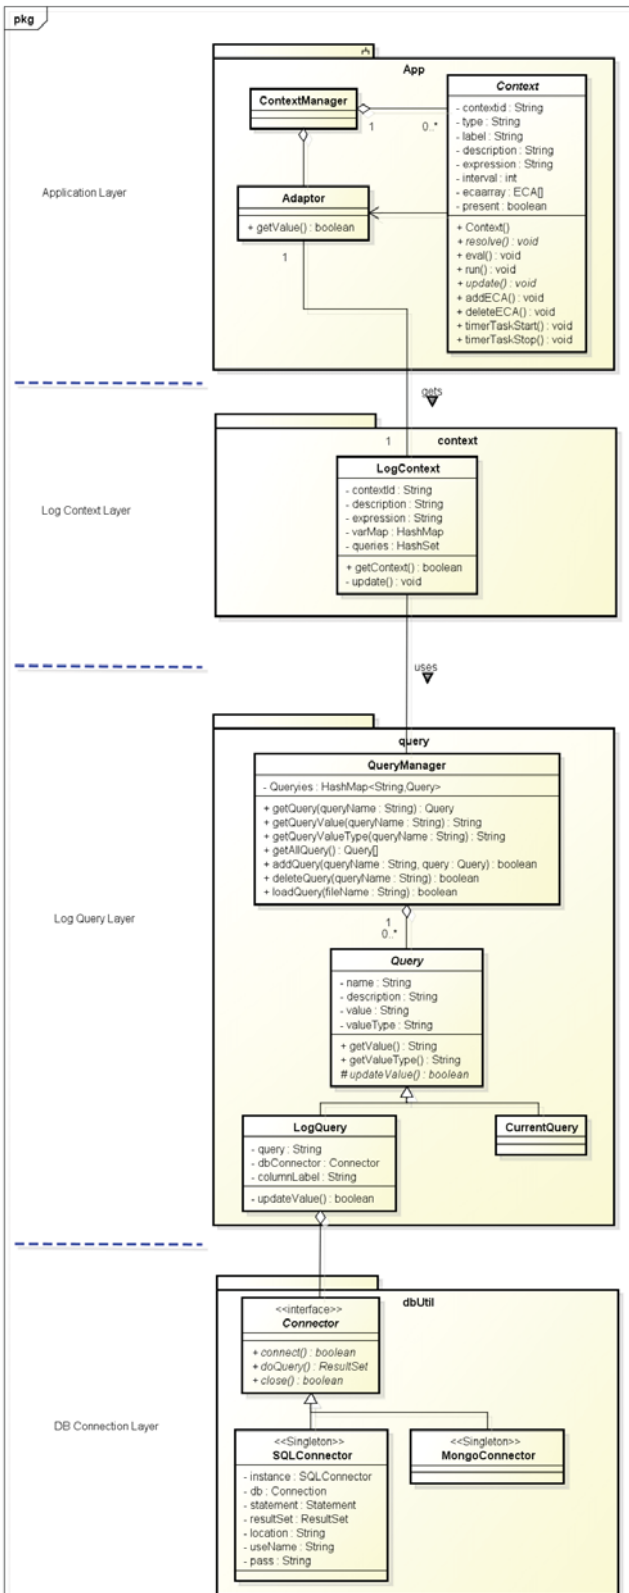 pkg
App
ContextManager
1
0..*
Context
- contextid : String
- type : String
- label : String
- description : String
- expression : String
- interval : int
- ecaarray : ECA[]
- present : boolean
+ Context()
+ resolve() : void
+ eval() : void
+ run() : void
+ update() : void
+ addECA() : void
+ deleteECA() : void
+ timerTaskStart() : void
+ timerTaskStop() : void
Application Layer
Adaptor
+ getValue() : boolean
1
gets
1
context
Log Context Layer
LogContext
- contextId : String
- description : String
- expression : String
- varMap : HashMap
- queries : HashSet
+ getContext() : boolean
- update() : void
uses
query
QueryManager
- Queryies : HashMap<String,Query>
+ getQuery(queryName : String) : Query
+ getQueryValue(queryName : String) : String
+ getQueryValueType(queryName : String) : String
+ getAllQuery() : Query[]
+ addQuery(queryName : String, query : Query) : boolean
+ deleteQuery(queryName : String) : boolean
+ loadQuery(fileName : String) : boolean
Log Query Layer
1
0..*
Query
- name : String
- description : String
- value : String
- valueType : String
+ getValue() : String
+ getValueType() : String
# updateValue() : boolean
LogQuery
- query : String
- dbConnector : Connector
- columnLabel : String
- updateValue() : boolean
CurrentQuery
dbUtil
<<interface>>
Connector
+ connect() : boolean
+ doQuery() : ResultSet
+ close() : boolean
DB Connection Layer
<<Singleton>>
SQLConnector
- instance : SQLConnector
- db : Connection
- statement : Statement
- resultSet : ResultSet
- location : String
- useName : String
- pass : String
<<Singleton>>
MongoConnector